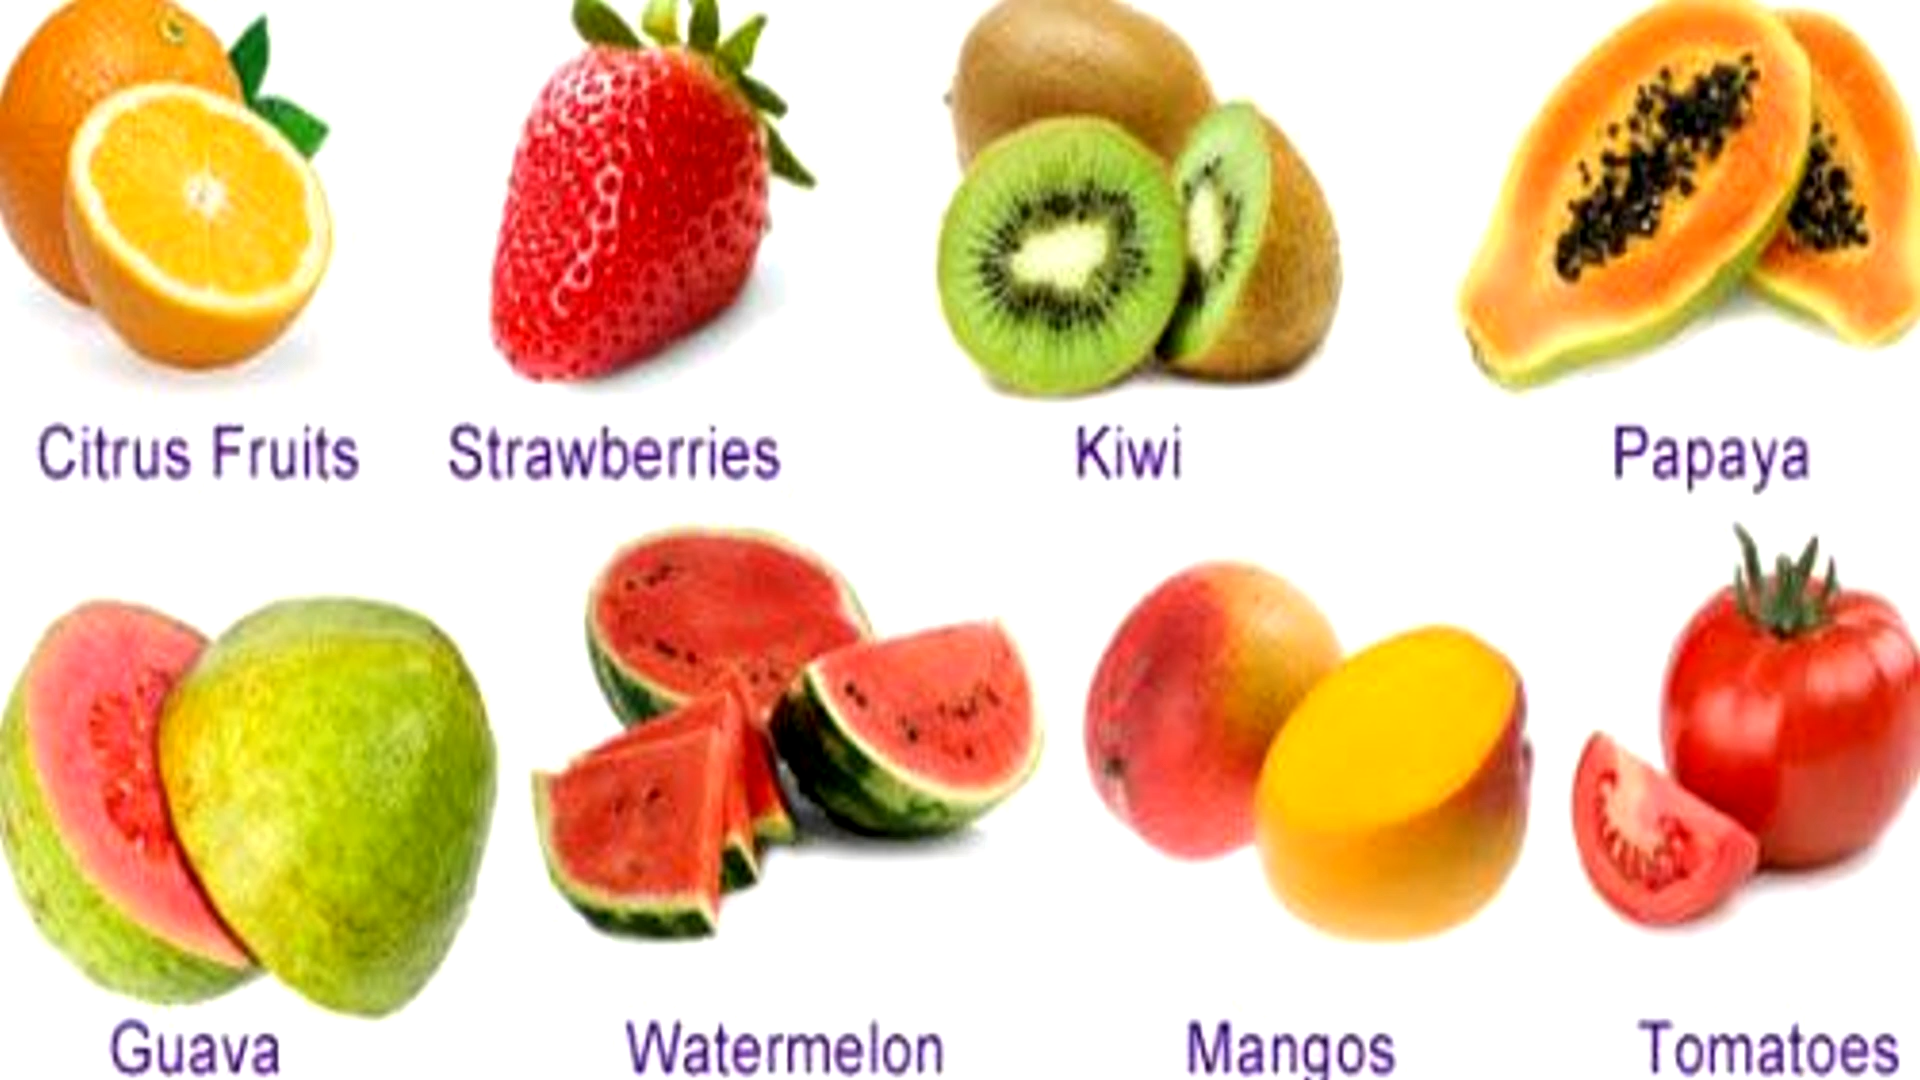 Citrus Fruits
Strawberries
Kiwi
Papaya
Guava
Watermelon
Mangos
Tomatoes